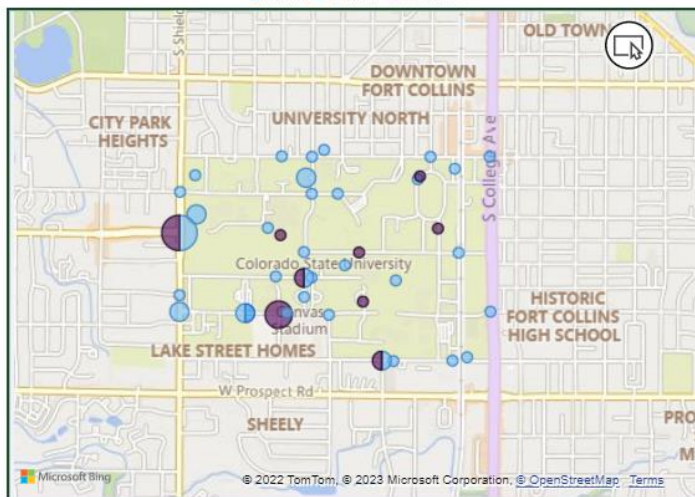 OLD TOWN
S Shield
DOWNTOWN
FORT COLLINS
CITY PARK
HEIGHTS
UNIVERSITY NORTH
S College Ave
Colorado State University
HISTORIC
FORT COLLINS
HIGH SCHOOL
Stadium
LAKE STREET HOMES
W Prospect Rd
SHEELY
PRO
M
Microsoft Bing
© 2022 TomTom, © 2023 Microsoft Corporation, © OpenStreetMap Terms